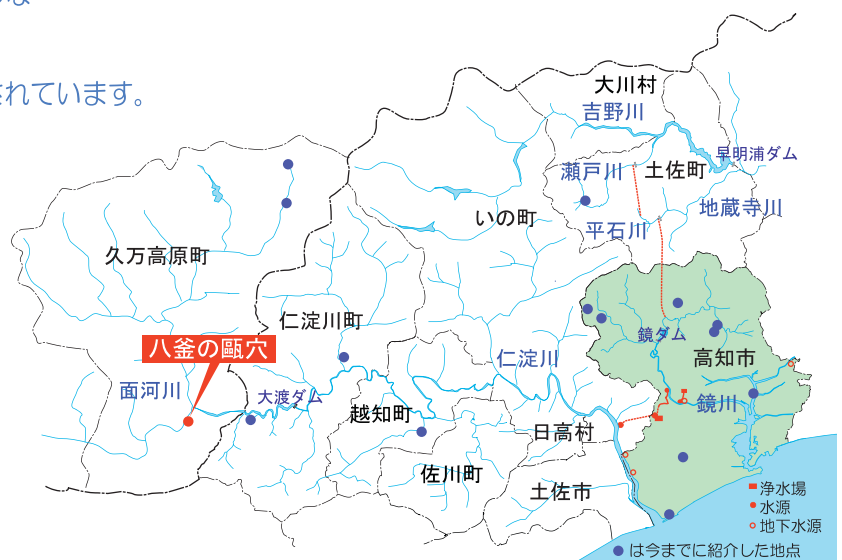 されています。
大川村
吉野川
早明浦ダム
瀬戸川
土佐町
地蔵寺川
いの町
平石川
久万高原町
仁淀川町
鏡ダム
八釜の甌穴
高知市
仁淀川
面河川
大渡ダム
越知町
鏡川
日高村
佐川町
土佐市
浄水場
水源
地下水源
は今までに紹介した地点